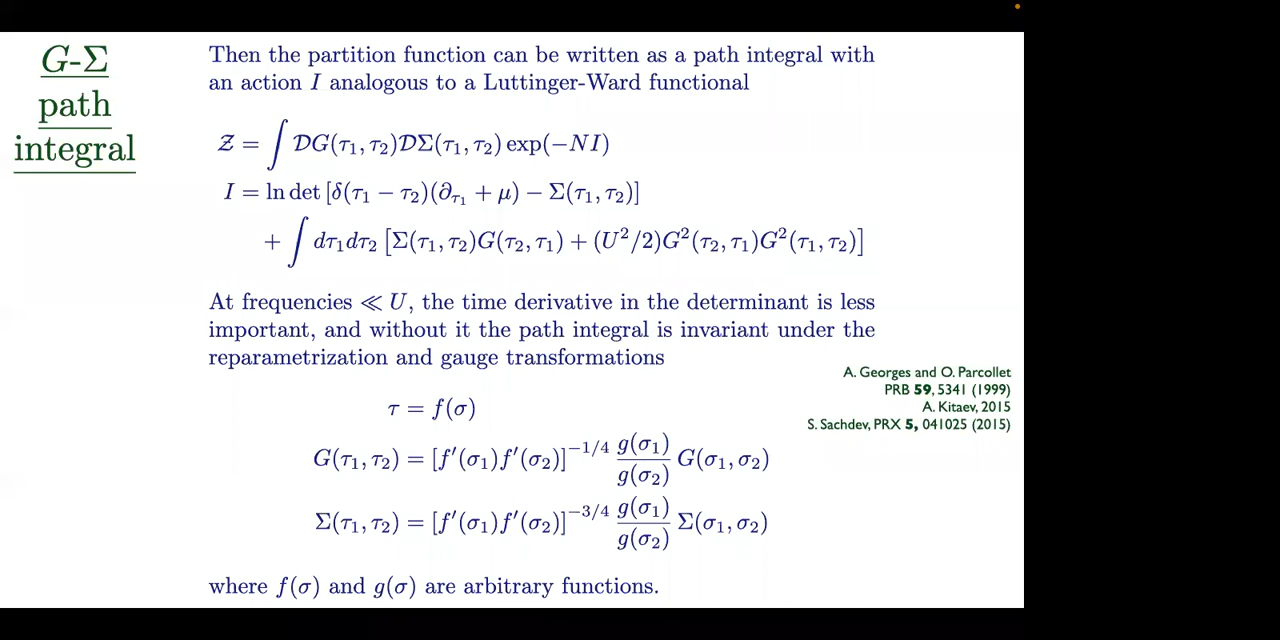 G-Σ
path
integral
Then the partition function can be written as a path integral with
an action I analogous to a Luttinger-Ward functional
𝒵 = ∫ 𝒟G(τ₁, τ₂)𝒟Σ(τ₁, τ₂) exp(−NI)
I = ln det [δ(τ₁ − τ₂)(∂_{τ₁} + μ) − Σ(τ₁, τ₂)]
+ ∫ dτ₁dτ₂ [Σ(τ₁, τ₂)G(τ₂, τ₁) + (U²/2)G²(τ₂, τ₁)G²(τ₁, τ₂)]
At frequencies ≪ U, the time derivative in the determinant is less
important, and without it the path integral is invariant under the
reparametrization and gauge transformations
A. Georges and O. Parcollet
PRB 59, 5341 (1999)
A. Kitaev, 2015
S. Sachdev, PRX 5, 041025 (2015)
τ = f(σ)
G(τ₁, τ₂) = [f′(σ₁)f′(σ₂)]^{−1/4} g(σ₁)/g(σ₂) G(σ₁, σ₂)
Σ(τ₁, τ₂) = [f′(σ₁)f′(σ₂)]^{−3/4} g(σ₁)/g(σ₂) Σ(σ₁, σ₂)
where f(σ) and g(σ) are arbitrary functions.